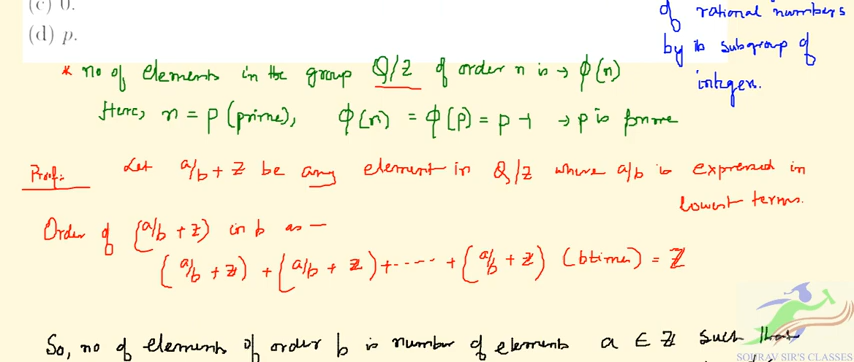 (c) 0.
of rational numbers
(d) p.
by its subgroup of
integers.
* no of elements in the group Q/Z of order n is → φ(n)
Here, n = p (prime), φ(n) = φ(p) = p-1 → p is prime
Proof:- Let a/b + Z be any element in Q/Z where a/b is expressed in
lowest terms.
Order of (a/b + Z) in b as —
(a/b + Z) + (a/b + Z) + ---- + (a/b + Z) (b times) = Z
So, no of elements of order b is number of elements a ∈ Z such that
SOURAV SIR'S CLASSES